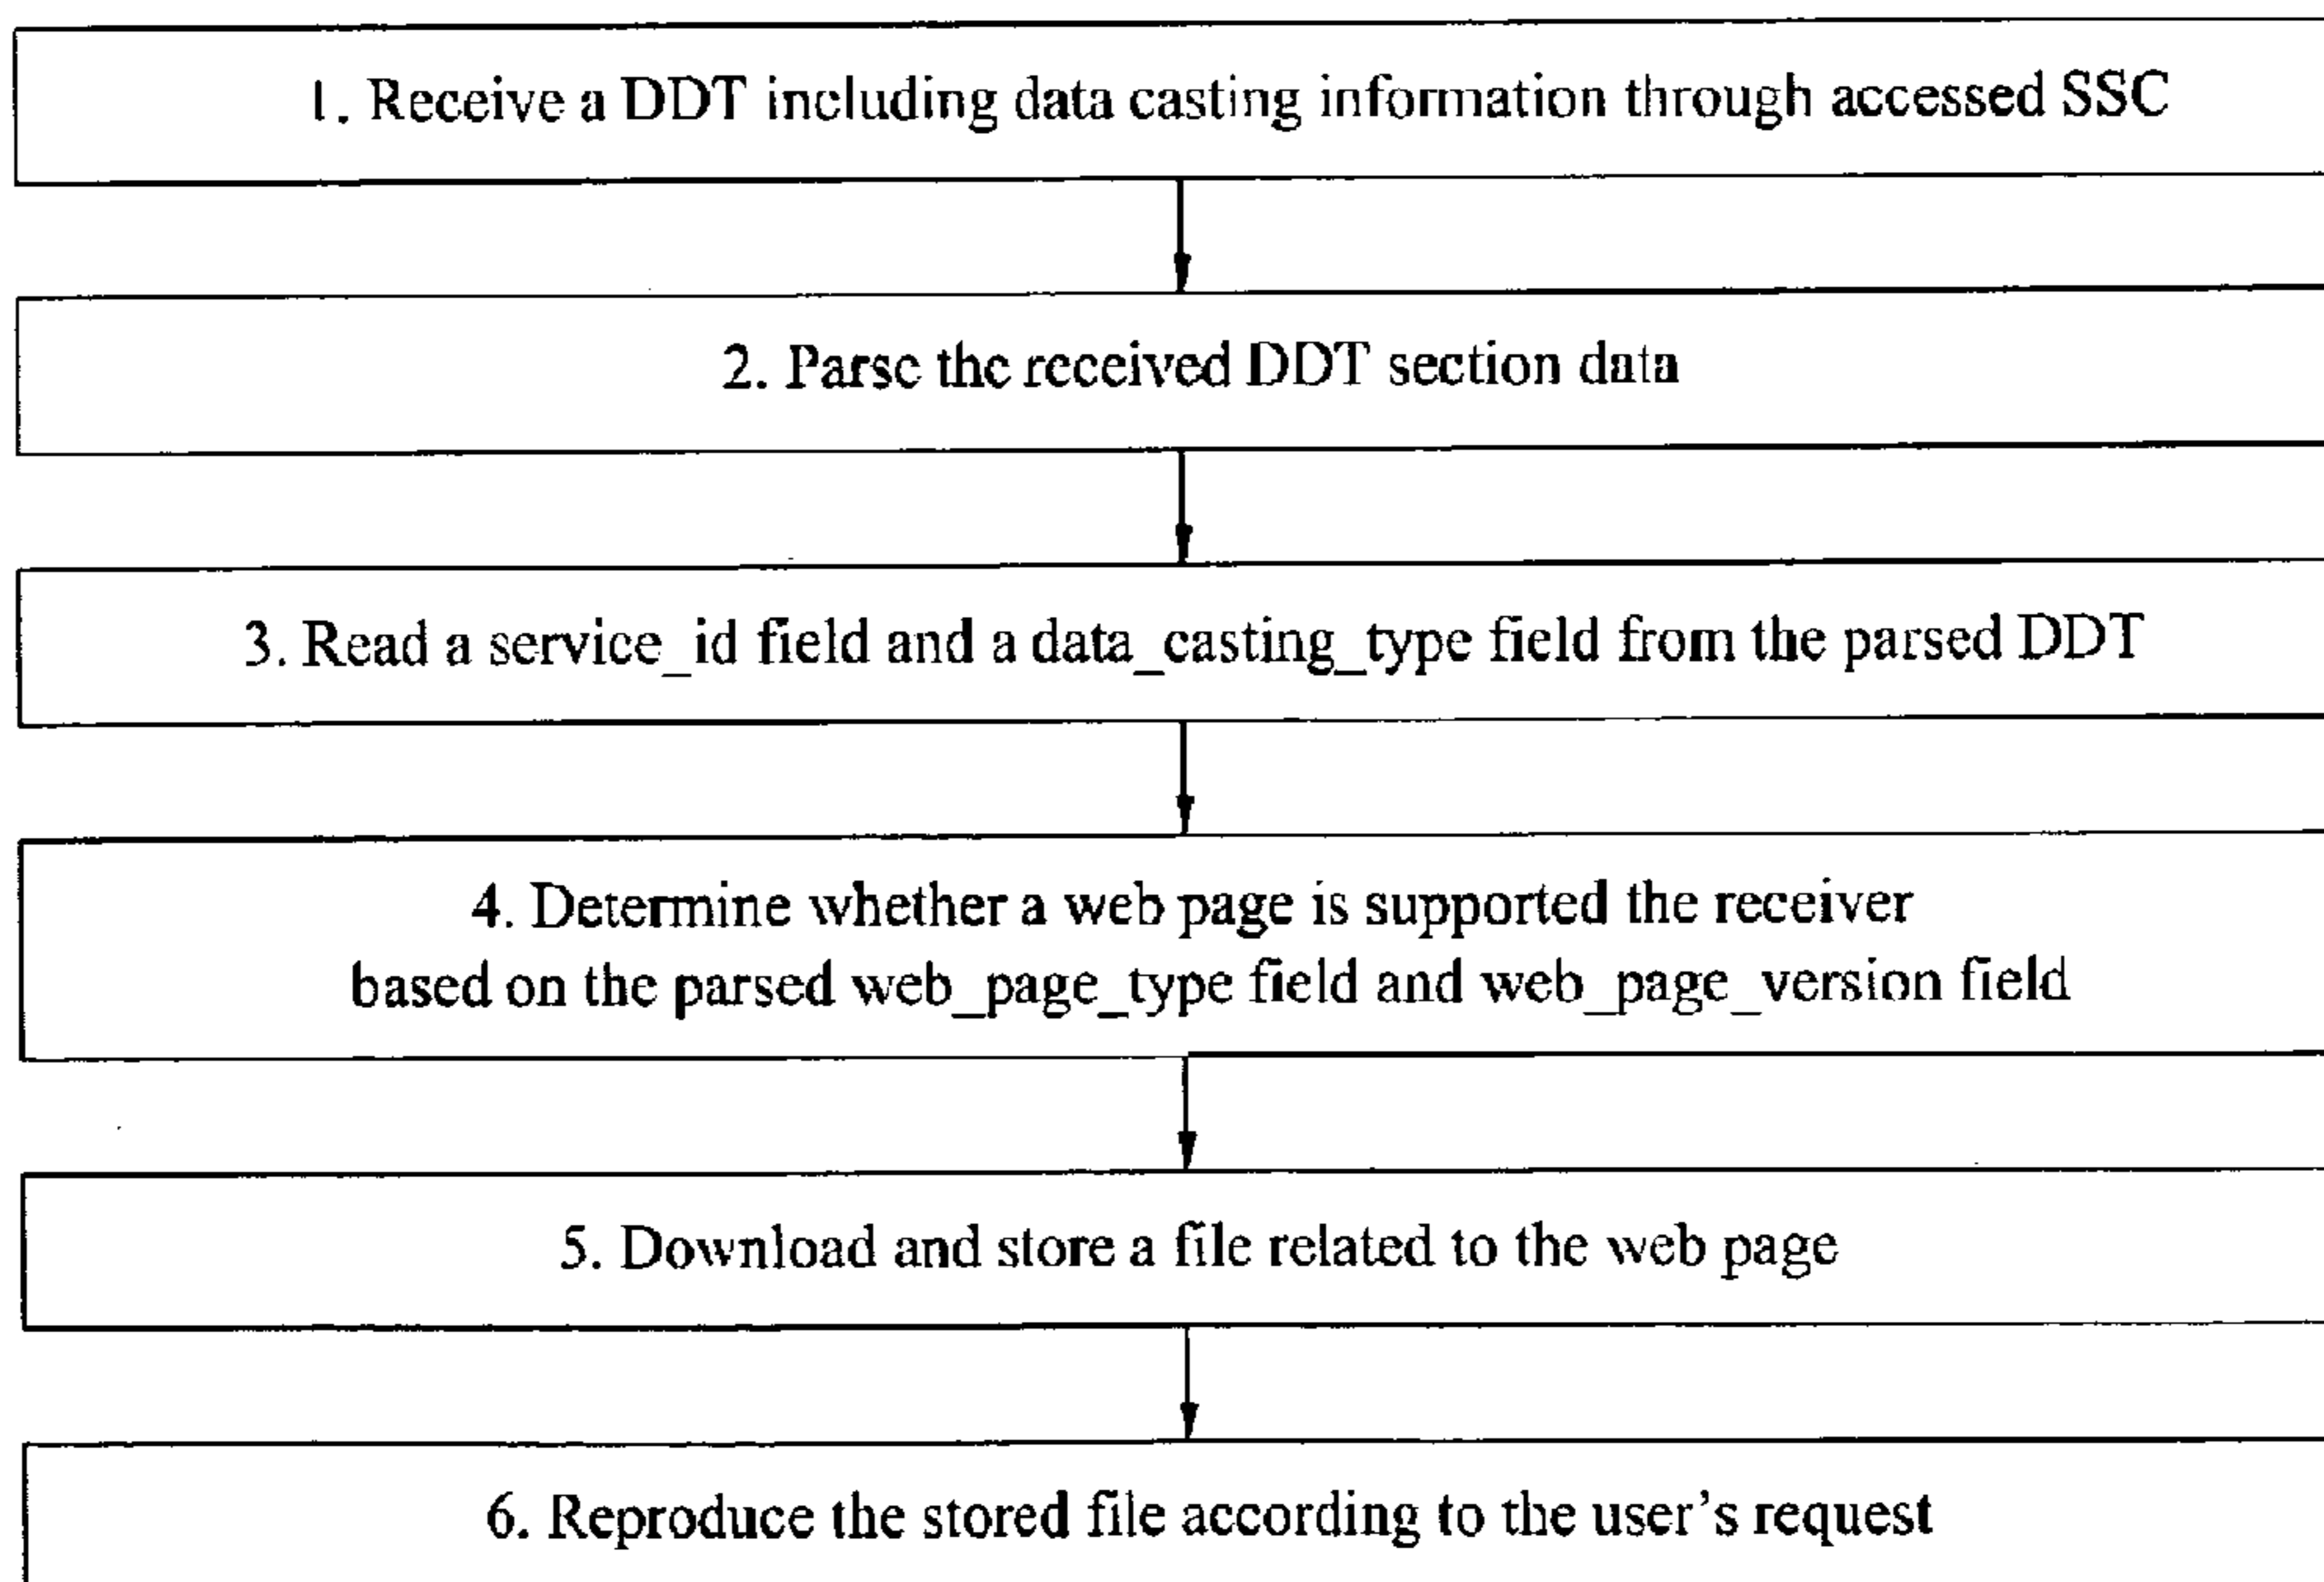 1. Receive a DDT including data casting information through accessed SSC
2. Parse the received DDT section data
3. Read a service_id field and a data_casting_type field from the parsed DDT
4. Determine whether a web page is supported the receiver
based on the parsed web_page_type field and web_page_version field
5. Download and store a file related to the web page
6. Reproduce the stored file according to the user's request